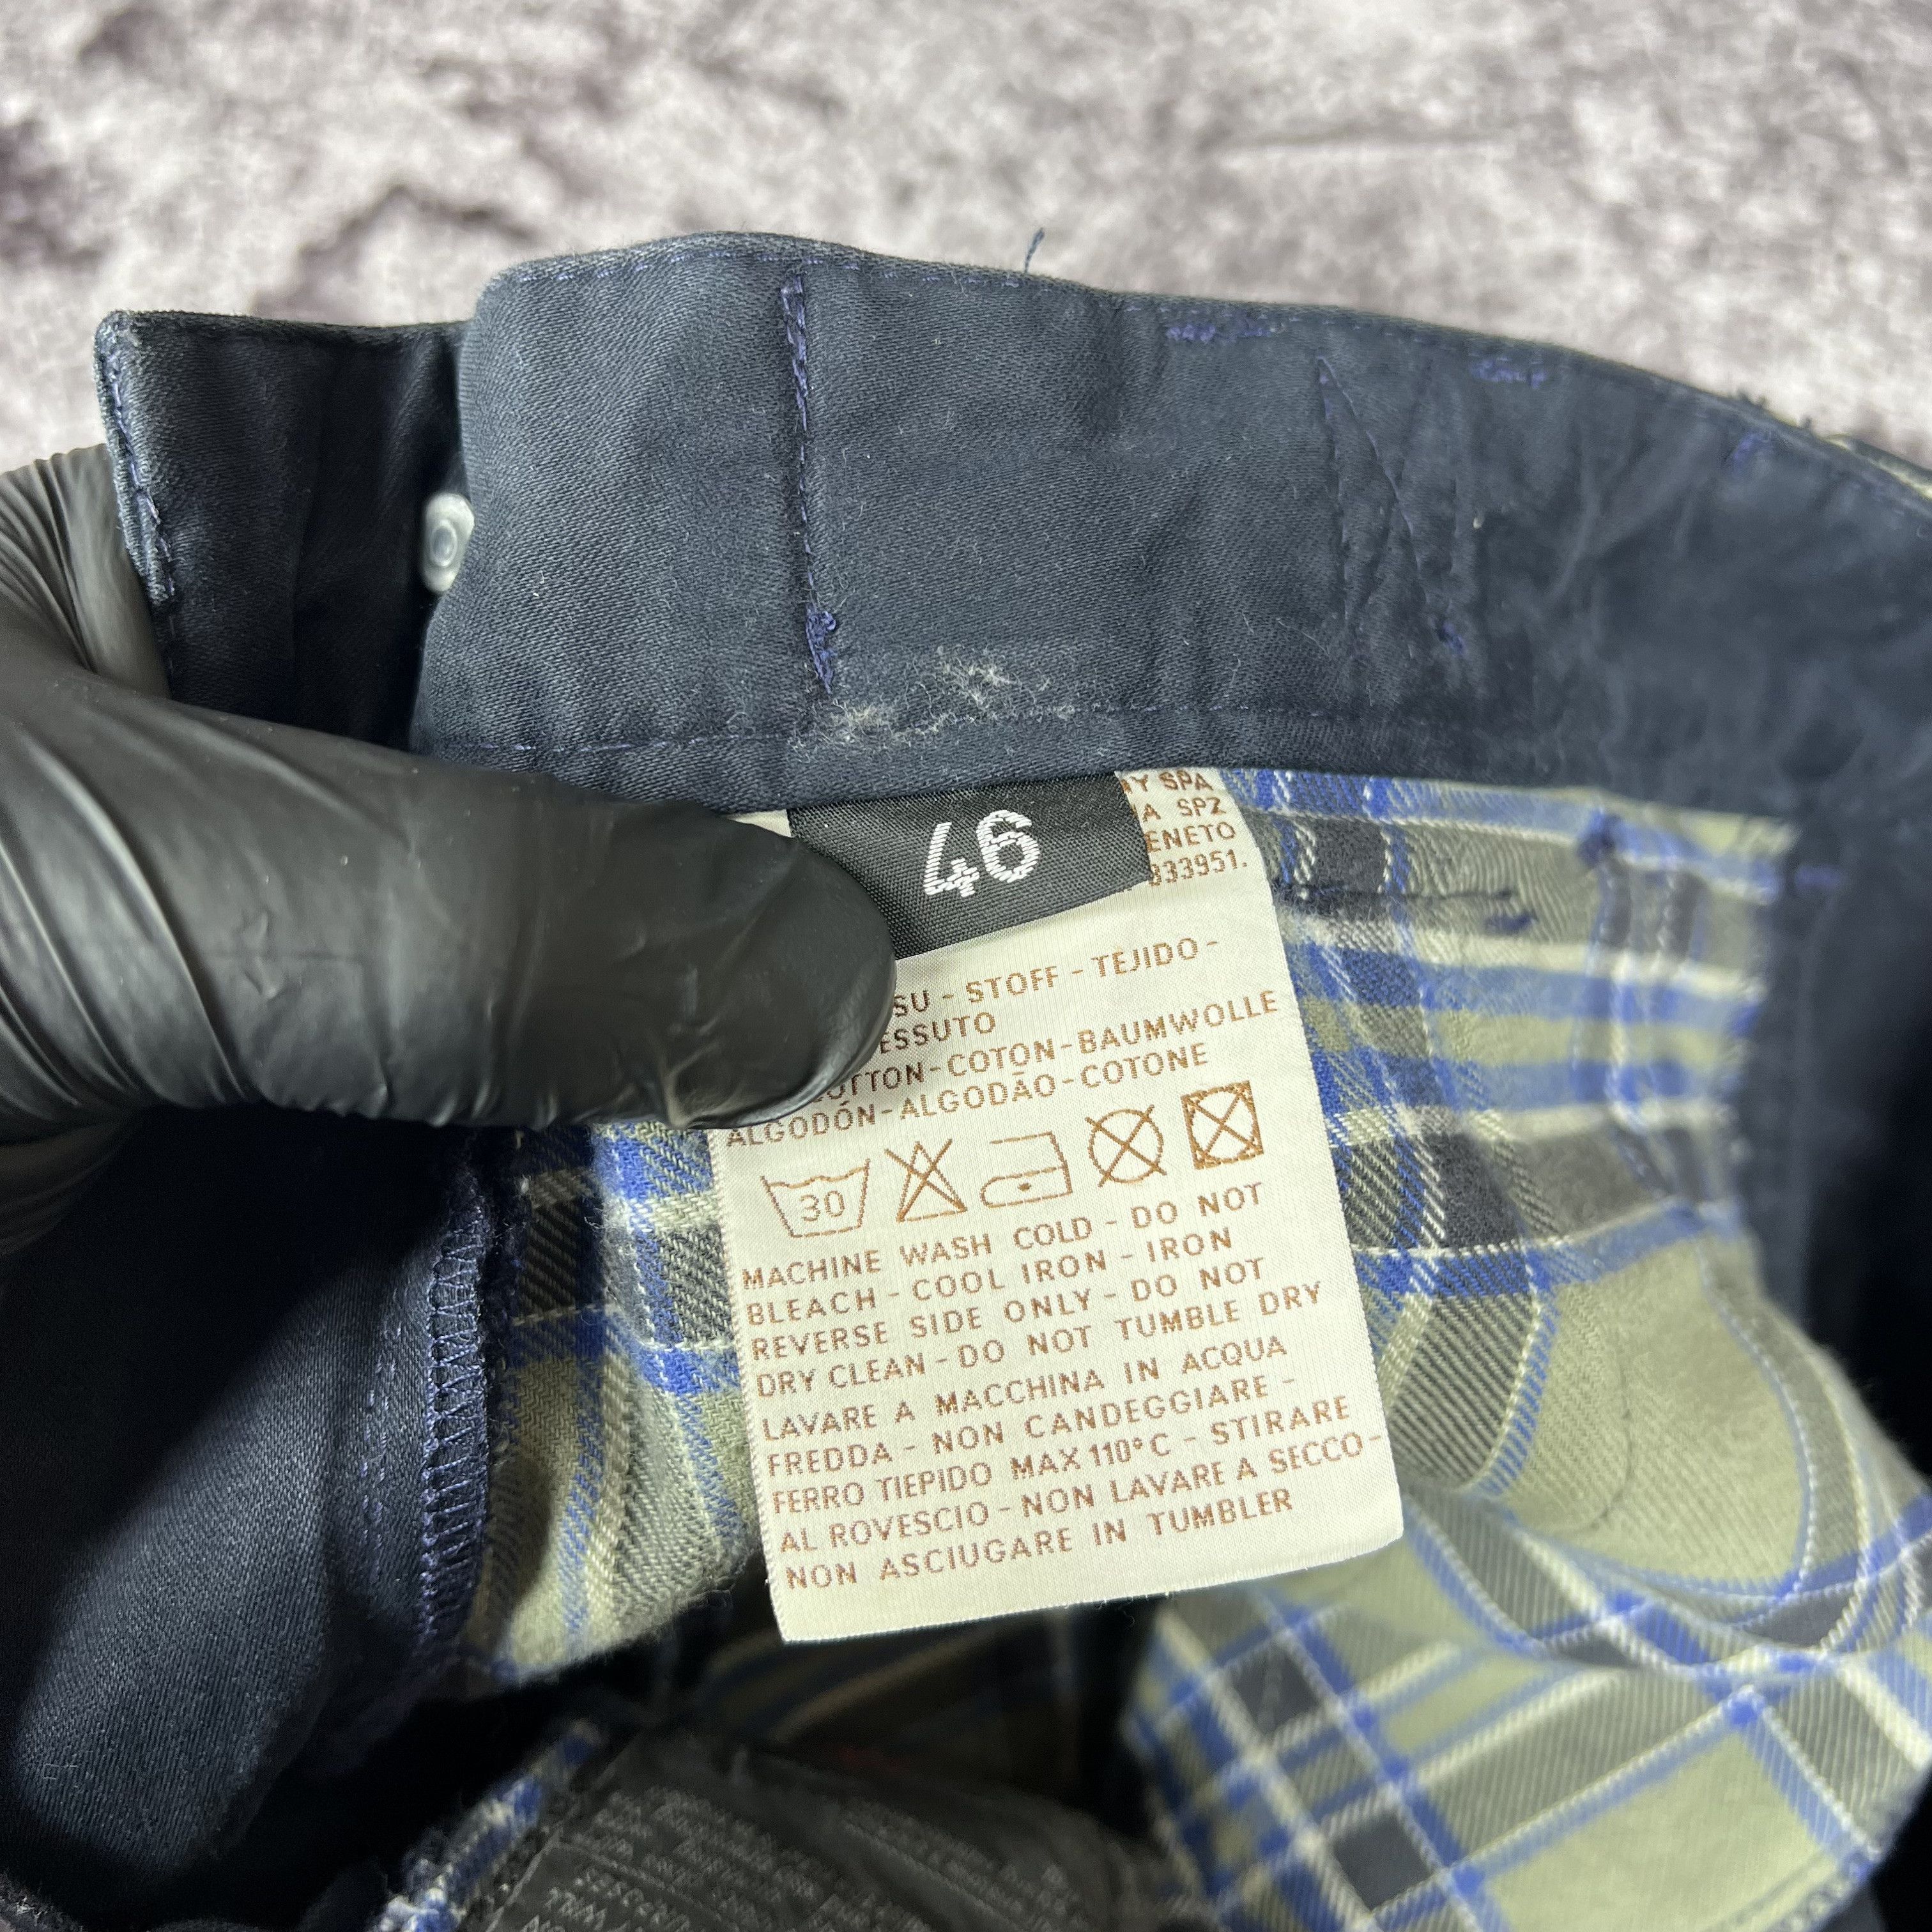 46
Y SPA
A SPZ
ENETO
833951.
SU - STOFF - TEJIDO -
ESSUTO
OTTON-COTON-BAUMWOLLE
ALGODÓN-ALGODAO-COTONE
30
MACHINE WASH COLD - DO NOT
BLEACH - COOL IRON - IRON
REVERSE SIDE ONLY - DO NOT
DRY CLEAN - DO NOT TUMBLE DRY
LAVARE A MACCHINA IN ACQUA
FREDDA - NON CANDEGGIARE -
FERRO TIEPIDO MAX 110°C - STIRARE
AL ROVESCIO - NON LAVARE A SECCO -
NON ASCIUGARE IN TUMBLER